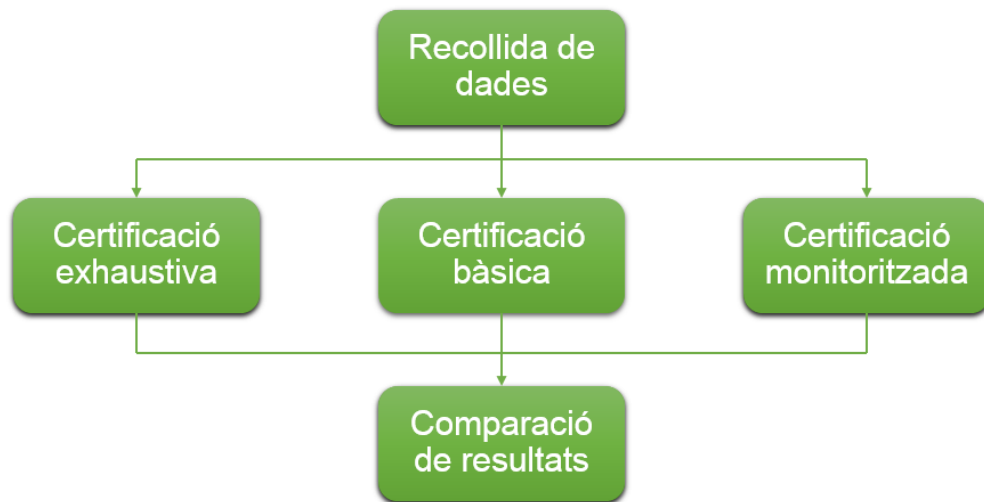 Recollida de
dades
Certificació
exhaustiva
Certificació
bàsica
Certificació
monitoritzada
Comparació
de resultats